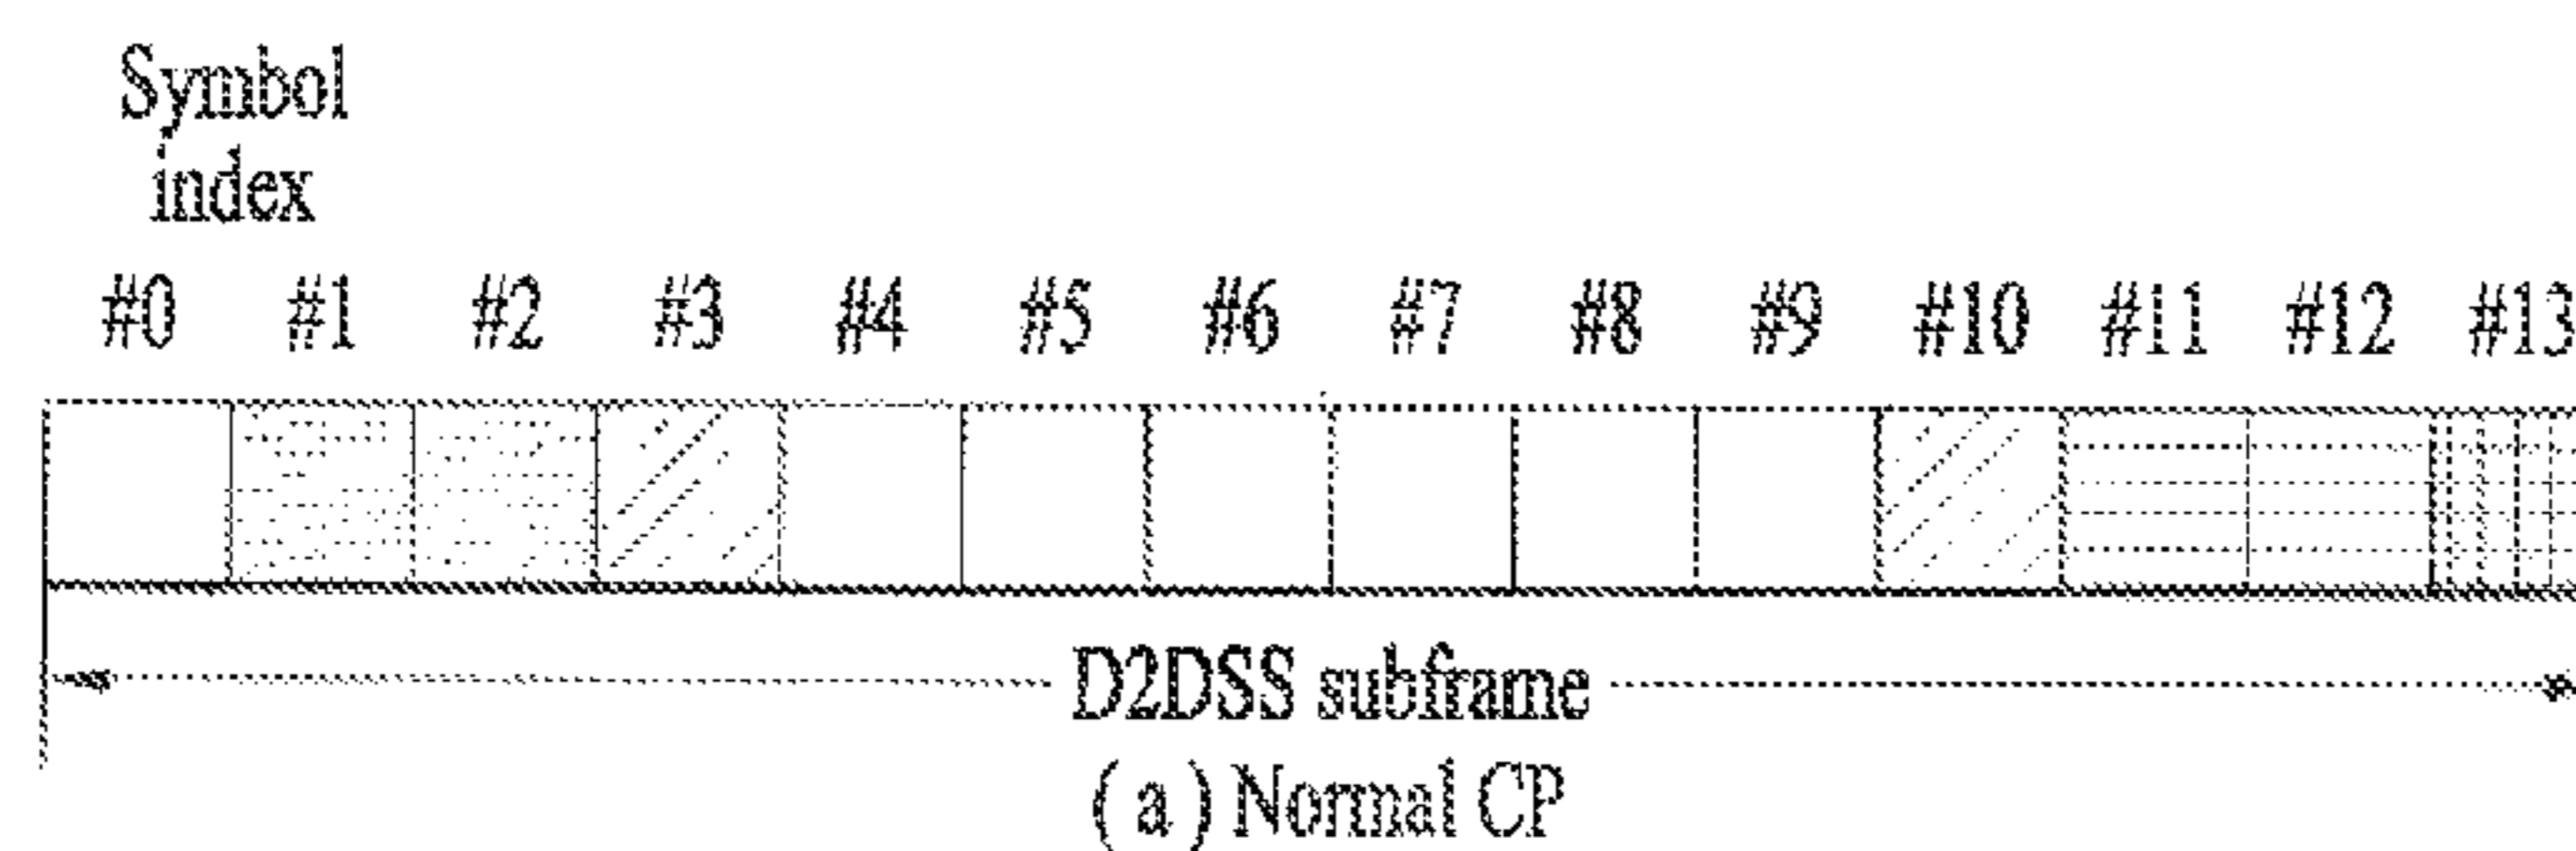 Symbol
index
#0 #1 #2 #3 #4 #5 #6 #7 #8 #9 #10 #11 #12 #13
D2DSS subframe
( a ) Normal CP